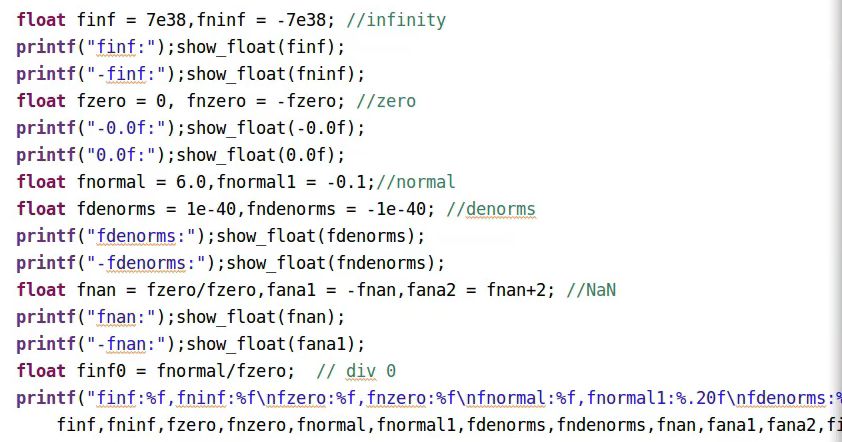 float finf = 7e38,fninf = -7e38; //infinity
printf("finf:");show_float(finf);
printf("-finf:");show_float(fninf);
float fzero = 0, fnzero = -fzero; //zero
printf("-0.0f:");show_float(-0.0f);
printf("0.0f:");show_float(0.0f);
float fnormal = 6.0,fnormal1 = -0.1;//normal
float fdenorms = 1e-40,fndenorms = -1e-40; //denorms
printf("fdenorms:");show_float(fdenorms);
printf("-fdenorms:");show_float(fndenorms);
float fnan = fzero/fzero,fana1 = -fnan,fana2 = fnan+2; //NaN
printf("fnan:");show_float(fnan);
printf("-fnan:");show_float(fana1);
float finf0 = fnormal/fzero;  // div 0
printf("finf:%f,fninf:%f\nfzero:%f,fnzero:%f\nfnormal:%f,fnormal1:%.20f\nfdenorms:%
finf,fninf,fzero,fnzero,fnormal,fnormal1,fdenorms,fndenorms,fnan,fana1,fana2,fi